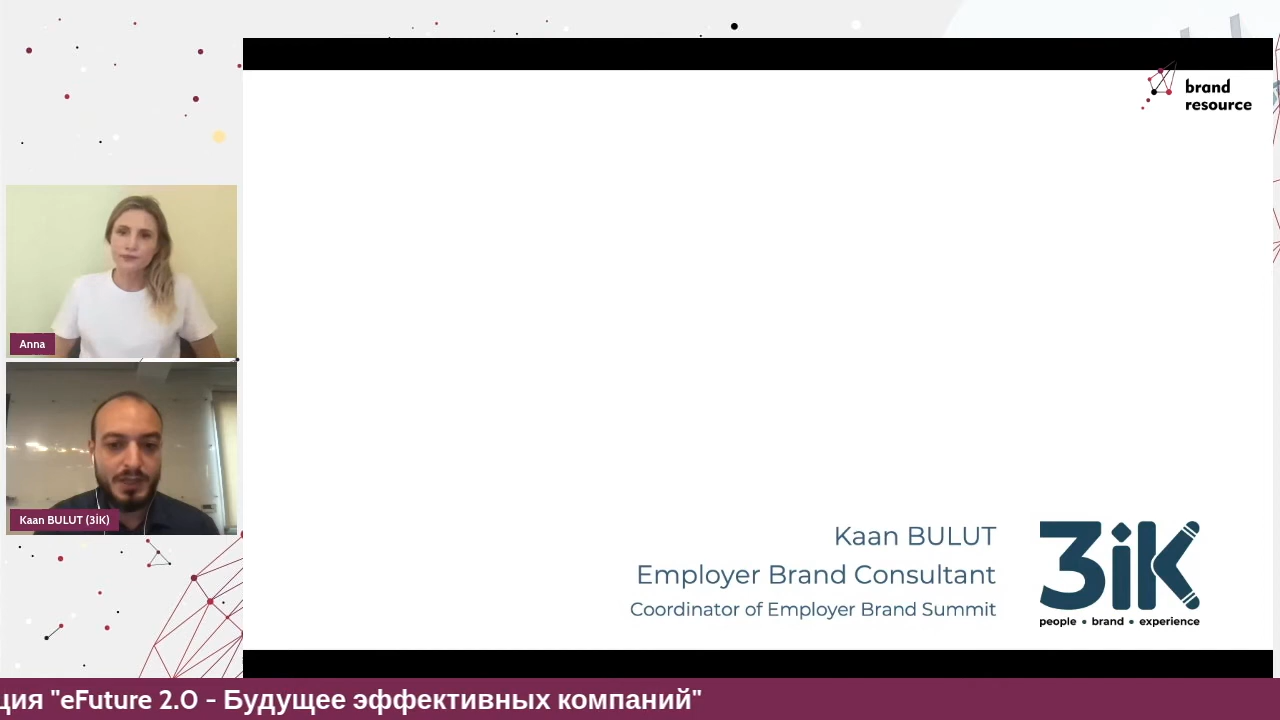 brand
resource
Anna
Kaan BULUT (3İK)
Kaan BULUT
Employer Brand Consultant
Coordinator of Employer Brand Summit
3iK
people • brand • experience
ция "eFuture 2.0 - Будущее эффективных компаний"